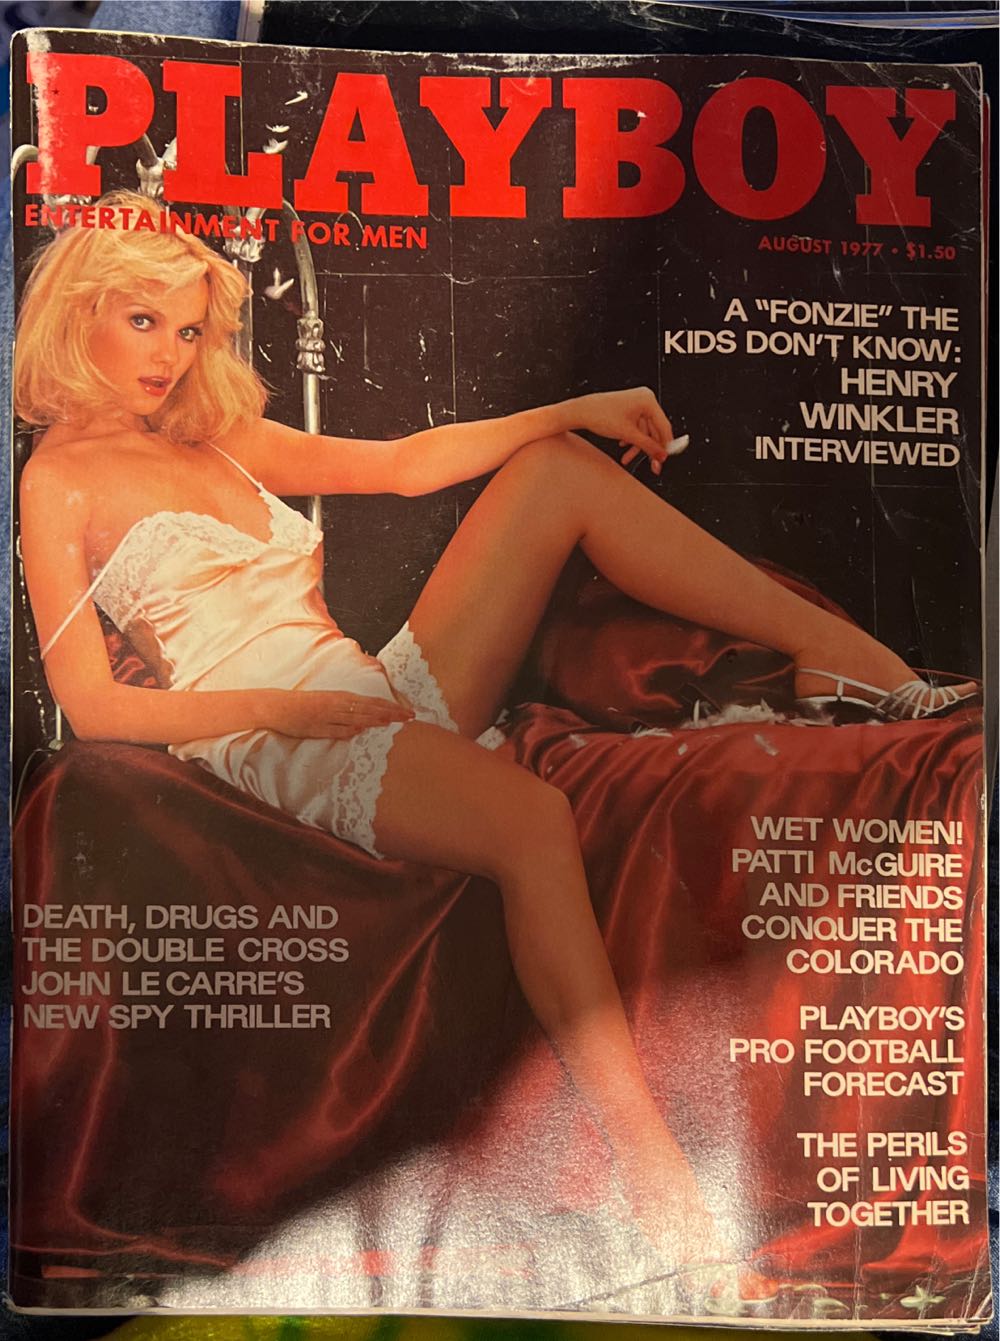 PLAYBOY
ENTERTAINMENT FOR MEN
AUGUST 1977 • $1.50
A "FONZIE" THE
KIDS DON'T KNOW:
HENRY
WINKLER
INTERVIEWED
WET WOMEN!
PATTI McGUIRE
AND FRIENDS
CONQUER THE
COLORADO
DEATH, DRUGS AND
THE DOUBLE CROSS
JOHN LE CARRE'S
NEW SPY THRILLER
PLAYBOY'S
PRO FOOTBALL
FORECAST
THE PERILS
OF LIVING
TOGETHER